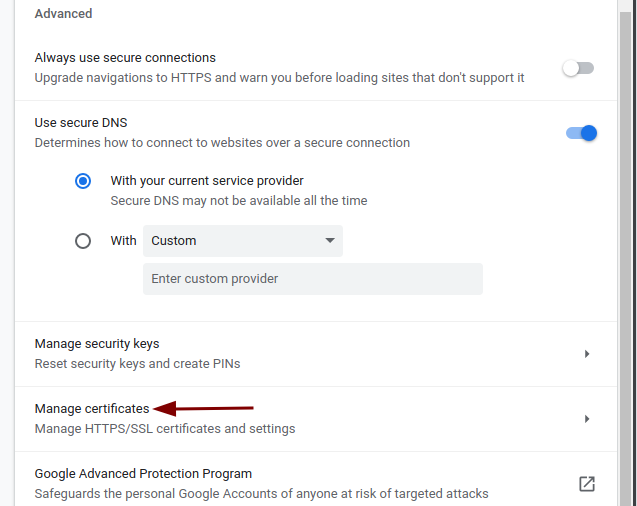 Advanced
Always use secure connections
Upgrade navigations to HTTPS and warn you before loading sites that don't support it
Use secure DNS
Determines how to connect to websites over a secure connection
With your current service provider
Secure DNS may not be available all the time
With Custom
Enter custom provider
Manage security keys
Reset security keys and create PINs
Manage certificates
Manage HTTPS/SSL certificates and settings
Google Advanced Protection Program
Safeguards the personal Google Accounts of anyone at risk of targeted attacks